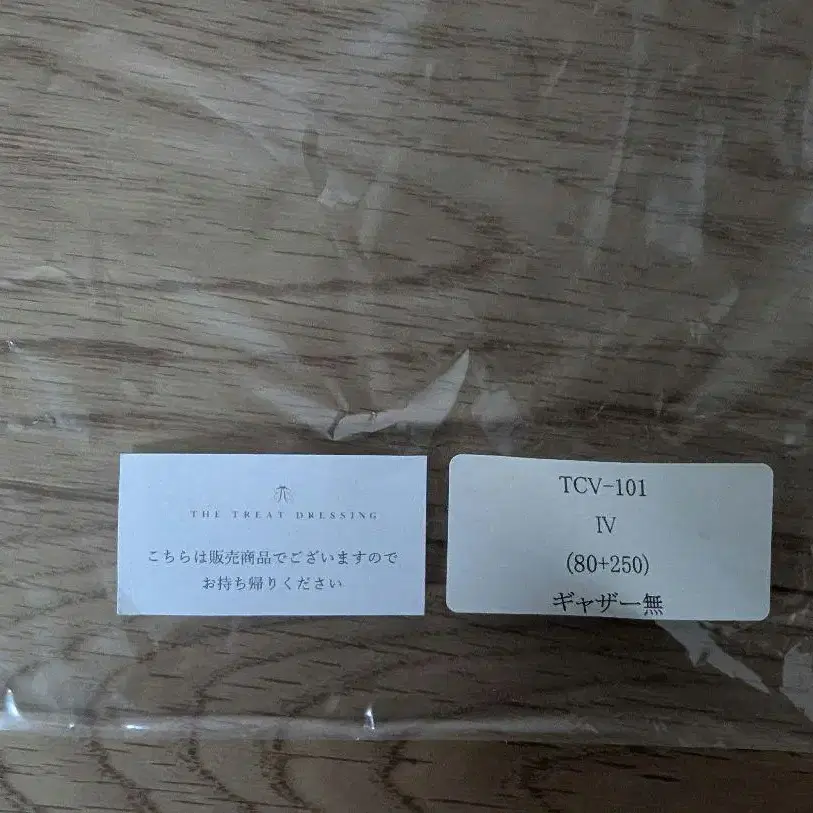 THE TREAT DRESSING
こちらは販売商品でございますので
お持ち帰りください
TCV-101
IV
(80+250)
ギャザー無